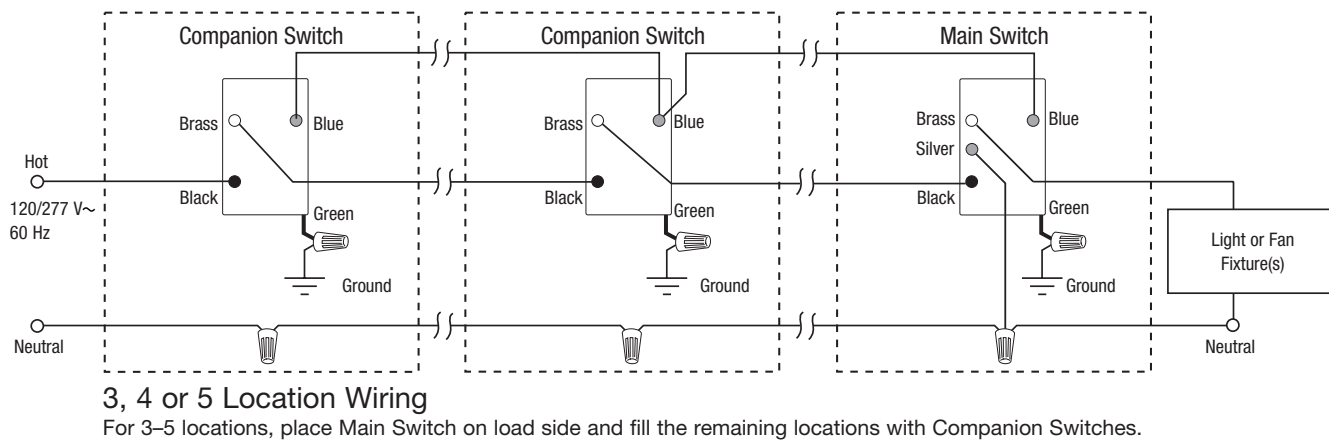 Companion Switch
Companion Switch
Main Switch
Brass
Blue
Brass
Blue
Brass
Blue
Silver
Hot
Black
Black
Black
120/277 V~
60 Hz
Green
Green
Green
Light or Fan
Fixture(s)
Ground
Ground
Ground
Neutral
Neutral
3, 4 or 5 Location Wiring
For 3–5 locations, place Main Switch on load side and fill the remaining locations with Companion Switches.